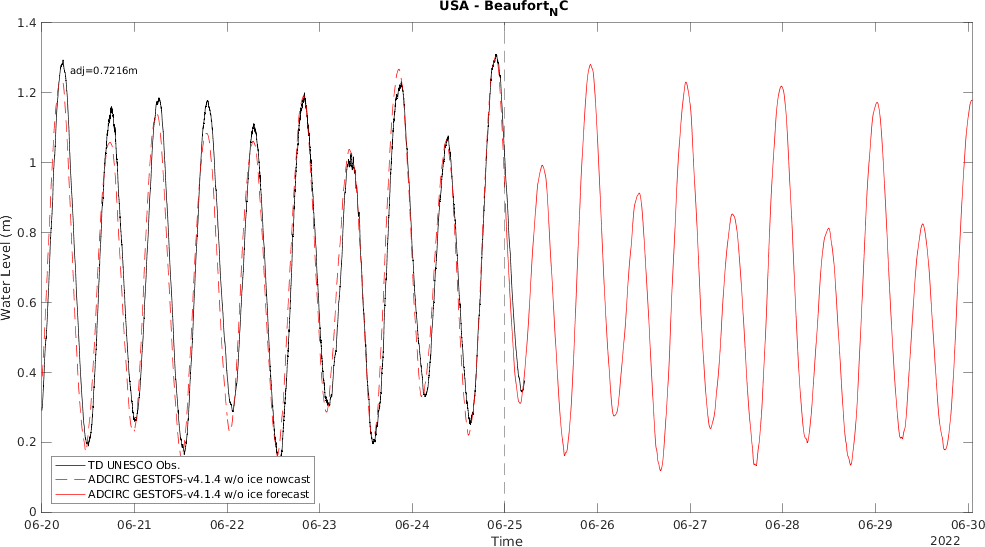 USA - Beaufort_NC
adj=0.7216m
1.4
1.2
1
0.8
0.6
0.4
0.2
0
Water Level (m)
TD UNESCO Obs.
ADCIRC GESTOFS-v4.1.4 w/o ice nowcast
ADCIRC GESTOFS-v4.1.4 w/o ice forecast
06-20 06-21 06-22 06-23 06-24 06-25 06-26 06-27 06-28 06-29 06-30
Time
2022